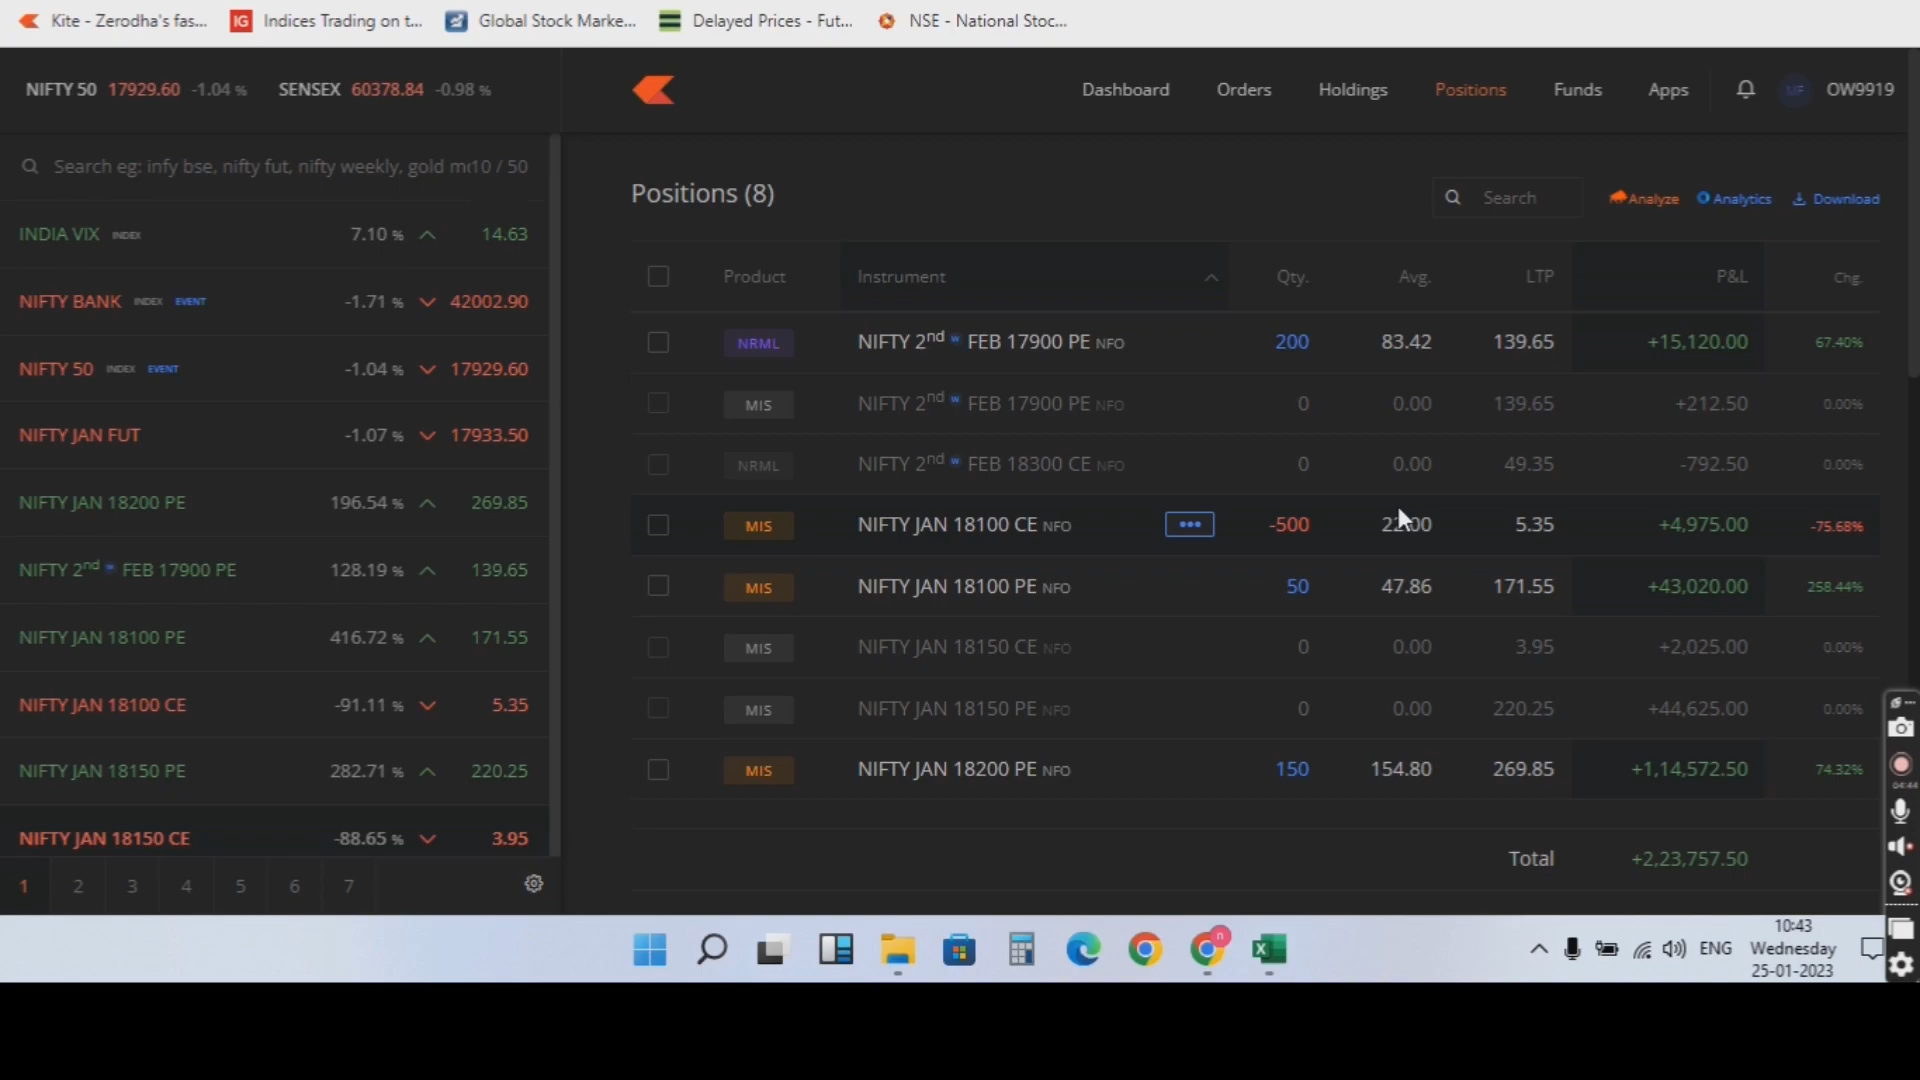 Kite - Zerodha's fas... IG Indices Trading on t... Global Stock Marke... Delayed Prices - Fut... NSE - National Stoc...
NIFTY 50 17929.60 -1.04 % SENSEX 60378.84 -0.98 %
Dashboard Orders Holdings Positions Funds Apps MF OW9919
Search eg: infy bse, nifty fut, nifty weekly, gold mc 10 / 50
INDIA VIX INDEX 7.10 % 14.63
NIFTY BANK INDEX EVENT -1.71 % 42002.90
NIFTY 50 INDEX EVENT -1.04 % 17929.60
NIFTY JAN FUT -1.07 % 17933.50
NIFTY JAN 18200 PE 196.54 % 269.85
NIFTY 2nd w FEB 17900 PE 128.19 % 139.65
NIFTY JAN 18100 PE 416.72 % 171.55
NIFTY JAN 18100 CE -91.11 % 5.35
NIFTY JAN 18150 PE 282.71 % 220.25
NIFTY JAN 18150 CE -88.65 % 3.95
1 2 3 4 5 6 7
Positions (8) Search Analyze Analytics Download
Product Instrument Qty. Avg. LTP P&L Chg.
NRML NIFTY 2nd w FEB 17900 PE NFO 200 83.42 139.65 +15,120.00 67.40%
MIS NIFTY 2nd w FEB 17900 PE NFO 0 0.00 139.65 +212.50 0.00%
NRML NIFTY 2nd w FEB 18300 CE NFO 0 0.00 49.35 -792.50 0.00%
MIS NIFTY JAN 18100 CE NFO ••• -500 22.00 5.35 +4,975.00 -75.68%
MIS NIFTY JAN 18100 PE NFO 50 47.86 171.55 +43,020.00 258.44%
MIS NIFTY JAN 18150 CE NFO 0 0.00 3.95 +2,025.00 0.00%
MIS NIFTY JAN 18150 PE NFO 0 0.00 220.25 +44,625.00 0.00%
MIS NIFTY JAN 18200 PE NFO 150 154.80 269.85 +1,14,572.50 74.32%
Total +2,23,757.50
04:44
n
ENG
10:43
Wednesday
25-01-2023